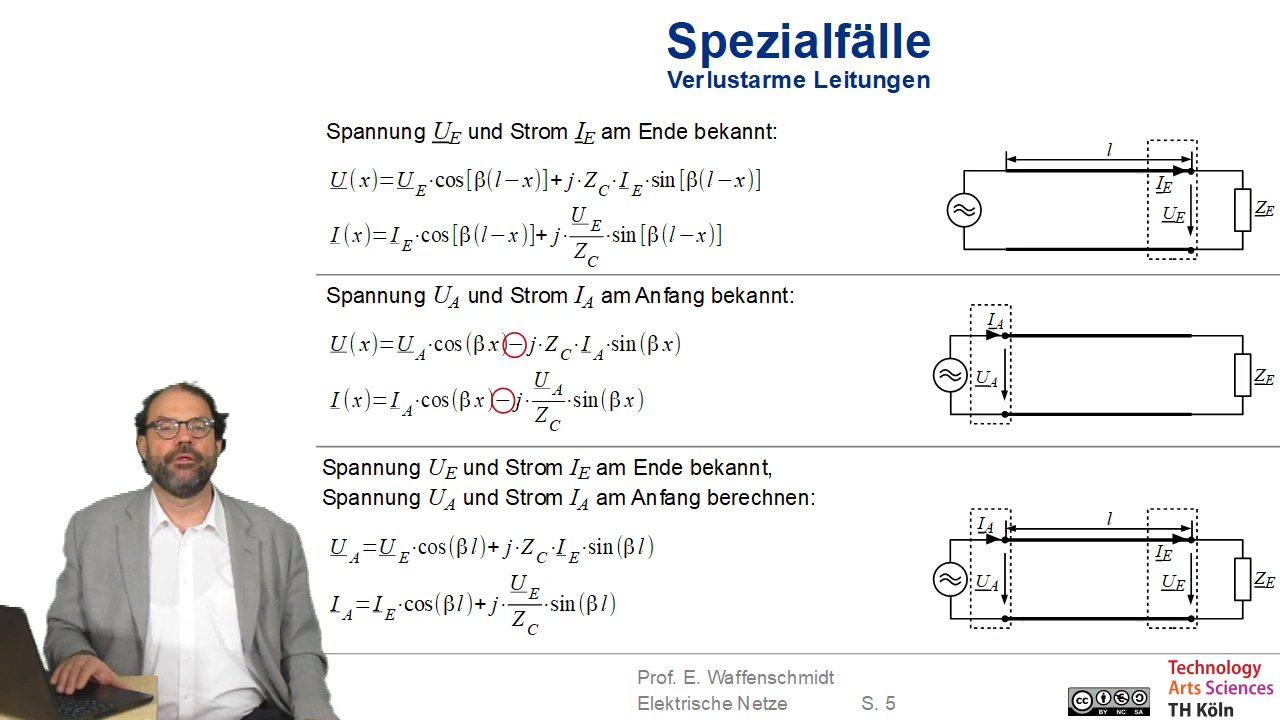 Spezialfälle
Verlustarme Leitungen
Spannung U_E und Strom I_E am Ende bekannt:
U(x)=U_E·cos[β(l−x)]+j·Z_C·I_E·sin[β(l−x)]
I(x)=I_E·cos[β(l−x)]+j·U_E/Z_C·sin[β(l−x)]
l
I_E
U_E
Z_E
Spannung U_A und Strom I_A am Anfang bekannt:
U(x)=U_A·cos(βx)−j·Z_C·I_A·sin(βx)
I(x)=I_A·cos(βx)−j·U_A/Z_C·sin(βx)
I_A
U_A
Z_E
Spannung U_E und Strom I_E am Ende bekannt,
Spannung U_A und Strom I_A am Anfang berechnen:
U_A=U_E·cos(βl)+j·Z_C·I_E·sin(βl)
I_A=I_E·cos(βl)+j·U_E/Z_C·sin(βl)
I_A
l
I_E
U_A
U_E
Z_E
Prof. E. Waffenschmidt
Elektrische Netze S. 5
cc BY NC SA
Technology
Arts Sciences
TH Köln